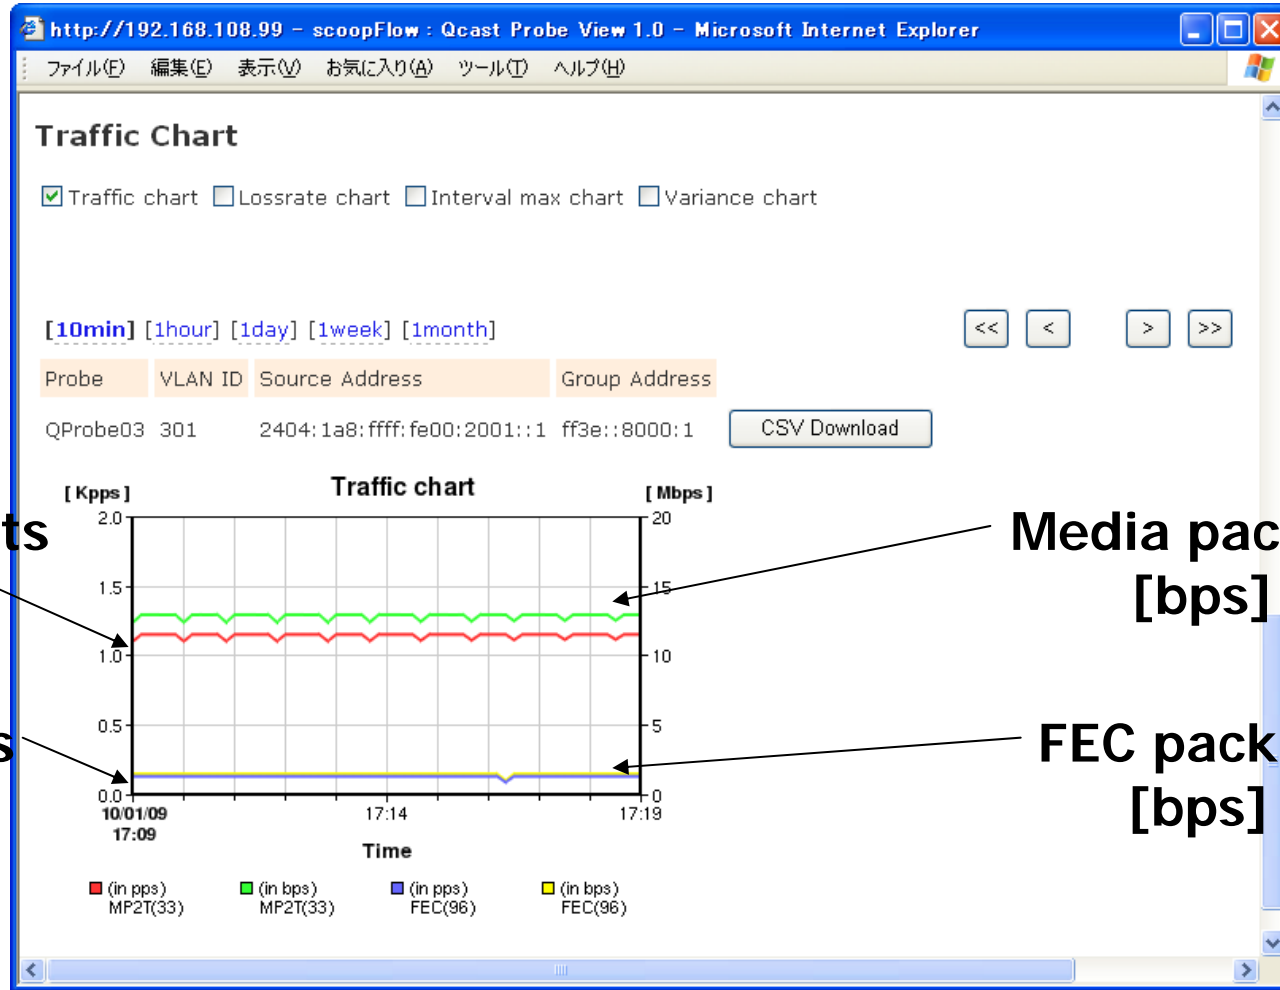 http://192.168.108.99 - scoopFlow : Qcast Probe View 1.0 - Microsoft Internet Explorer
ファイル(F) 編集(E) 表示(V) お気に入り(A) ツール(T) ヘルプ(H)
Traffic Chart
Traffic chart Lossrate chart Interval max chart Variance chart
[10min] [1hour] [1day] [1week] [1month] << < > >>
Probe VLAN ID Source Address Group Address
QProbe03 301 2404:1a8:ffff:fe00:2001::1 ff3e::8000:1 CSV Download
[ Kpps ] Traffic chart [ Mbps ]
2.0 20
ts Media pac
1.5 15
[bps]
1.0 10
0.5 5
s FEC pack
0.0 0
[bps]
10/01/09 17:14 17:19
17:09
Time
(in pps) (in bps) (in pps) (in bps)
MP2T(33) MP2T(33) FEC(96) FEC(96)